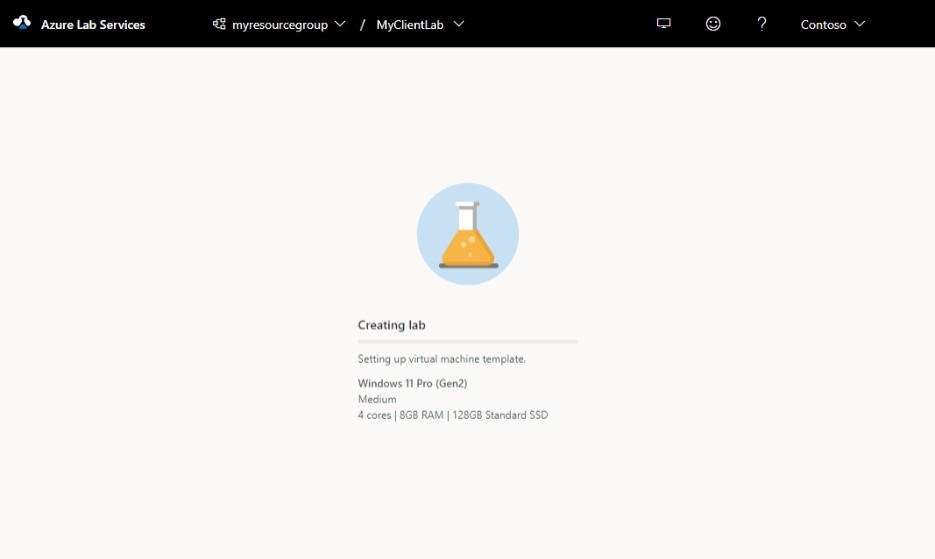 Azure Lab Services myresourcegroup / MyClientLab ? Contoso
Creating lab
Setting up virtual machine template.
Windows 11 Pro (Gen2)
Medium
4 cores | 8GB RAM | 128GB Standard SSD